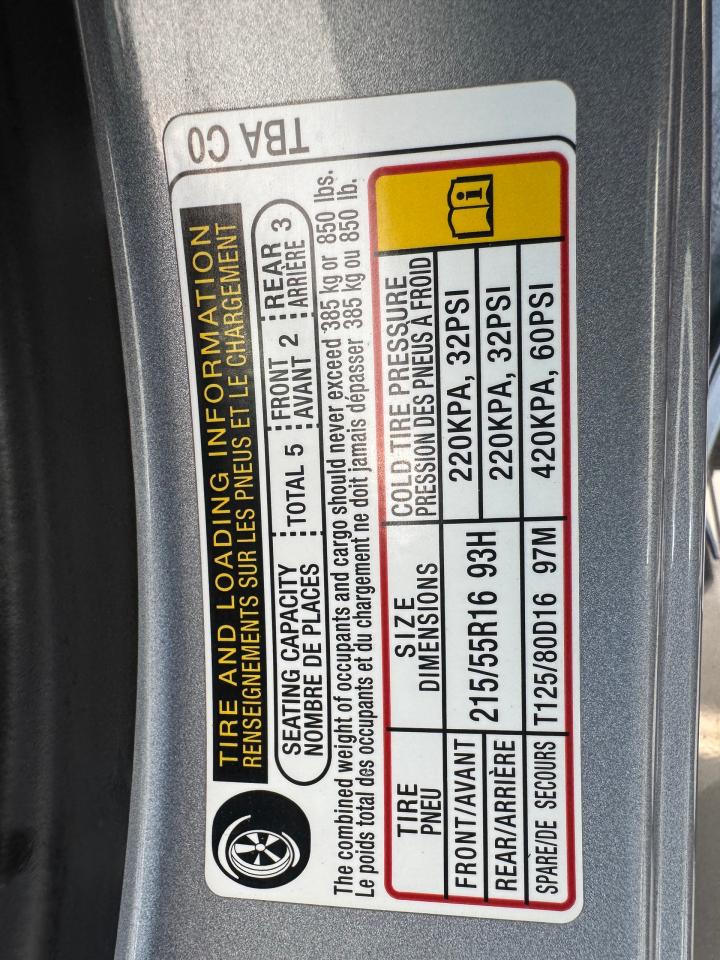 TIRE AND LOADING INFORMATION
RENSEIGNEMENTS SUR LES PNEUS ET LE CHARGEMENT
SEATING CAPACITY
NOMBRE DE PLACES
TOTAL 5
FRONT
AVANT 2
REAR
ARRIÈRE 3
The combined weight of occupants and cargo should never exceed 385 kg or 850 lbs.
Le poids total des occupants et du chargement ne doit jamais dépasser 385 kg ou 850 lb.
TIRE
PNEU
SIZE
DIMENSIONS
COLD TIRE PRESSURE
PRESSION DES PNEUS À FROID
FRONT/AVANT
215/55R16 93H
220KPA, 32PSI
REAR/ARRIÈRE
220KPA, 32PSI
SPARE/DE SECOURS
T125/80D16 97M
420KPA, 60PSI
TBA C0